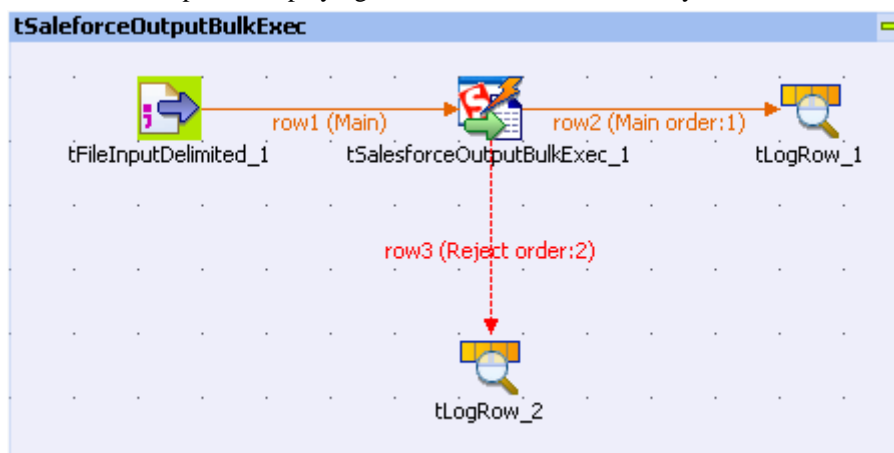 tSaleforceOutputBulkExec
row1 (Main)
row2 (Main order:1)
tFileInputDelimited_1
tSalesforceOutputBulkExec_1
tLogRow_1
row3 (Reject order:2)
tLogRow_2